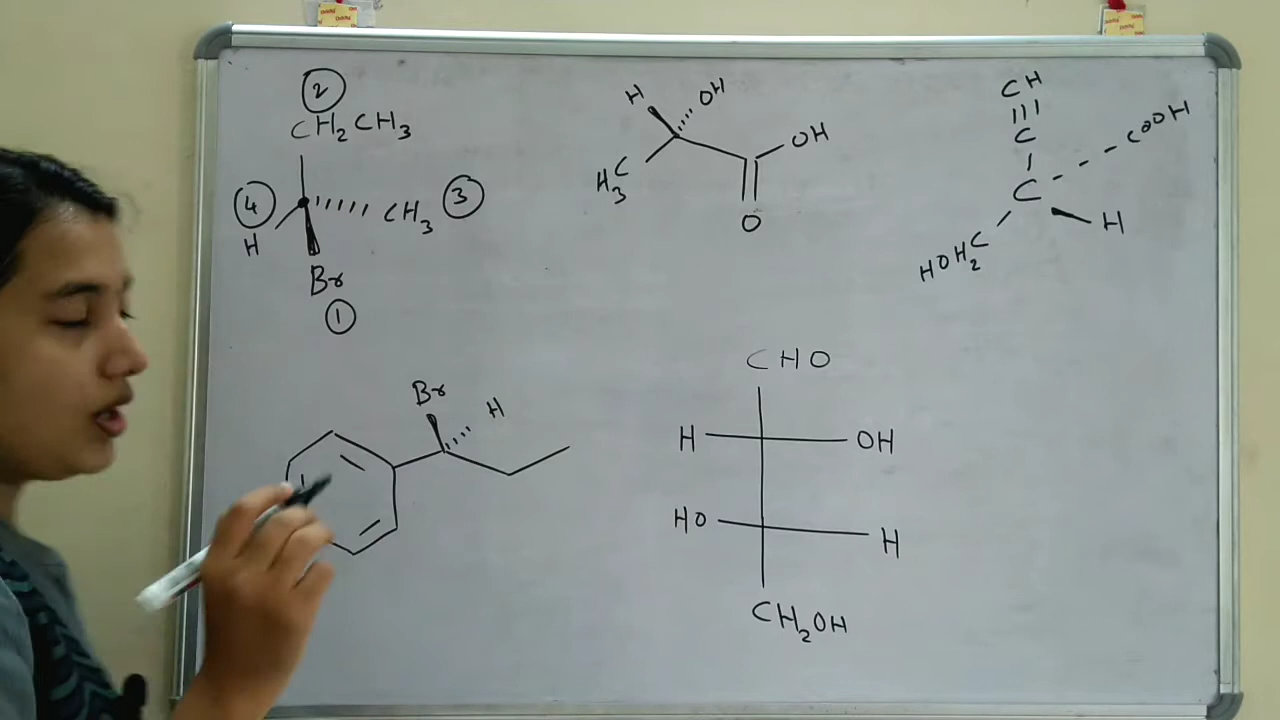 ②
CH₂CH₃
④
H
CH₃ ③
Br
①
H OH
H₃C
OH
O
CH
C
COOH
C
H
HOH₂C
Br
H
CHO
H OH
HO H
CH₂OH